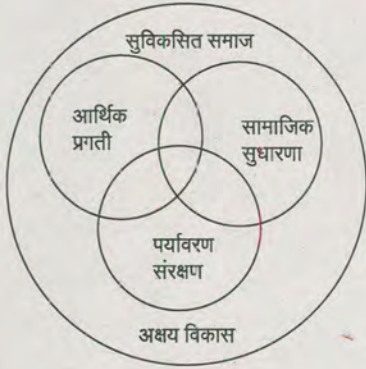 सुविकसित समाज
आर्थिक
प्रगती
सामाजिक
सुधारणा
पर्यावरण
संरक्षण
अक्षय विकास